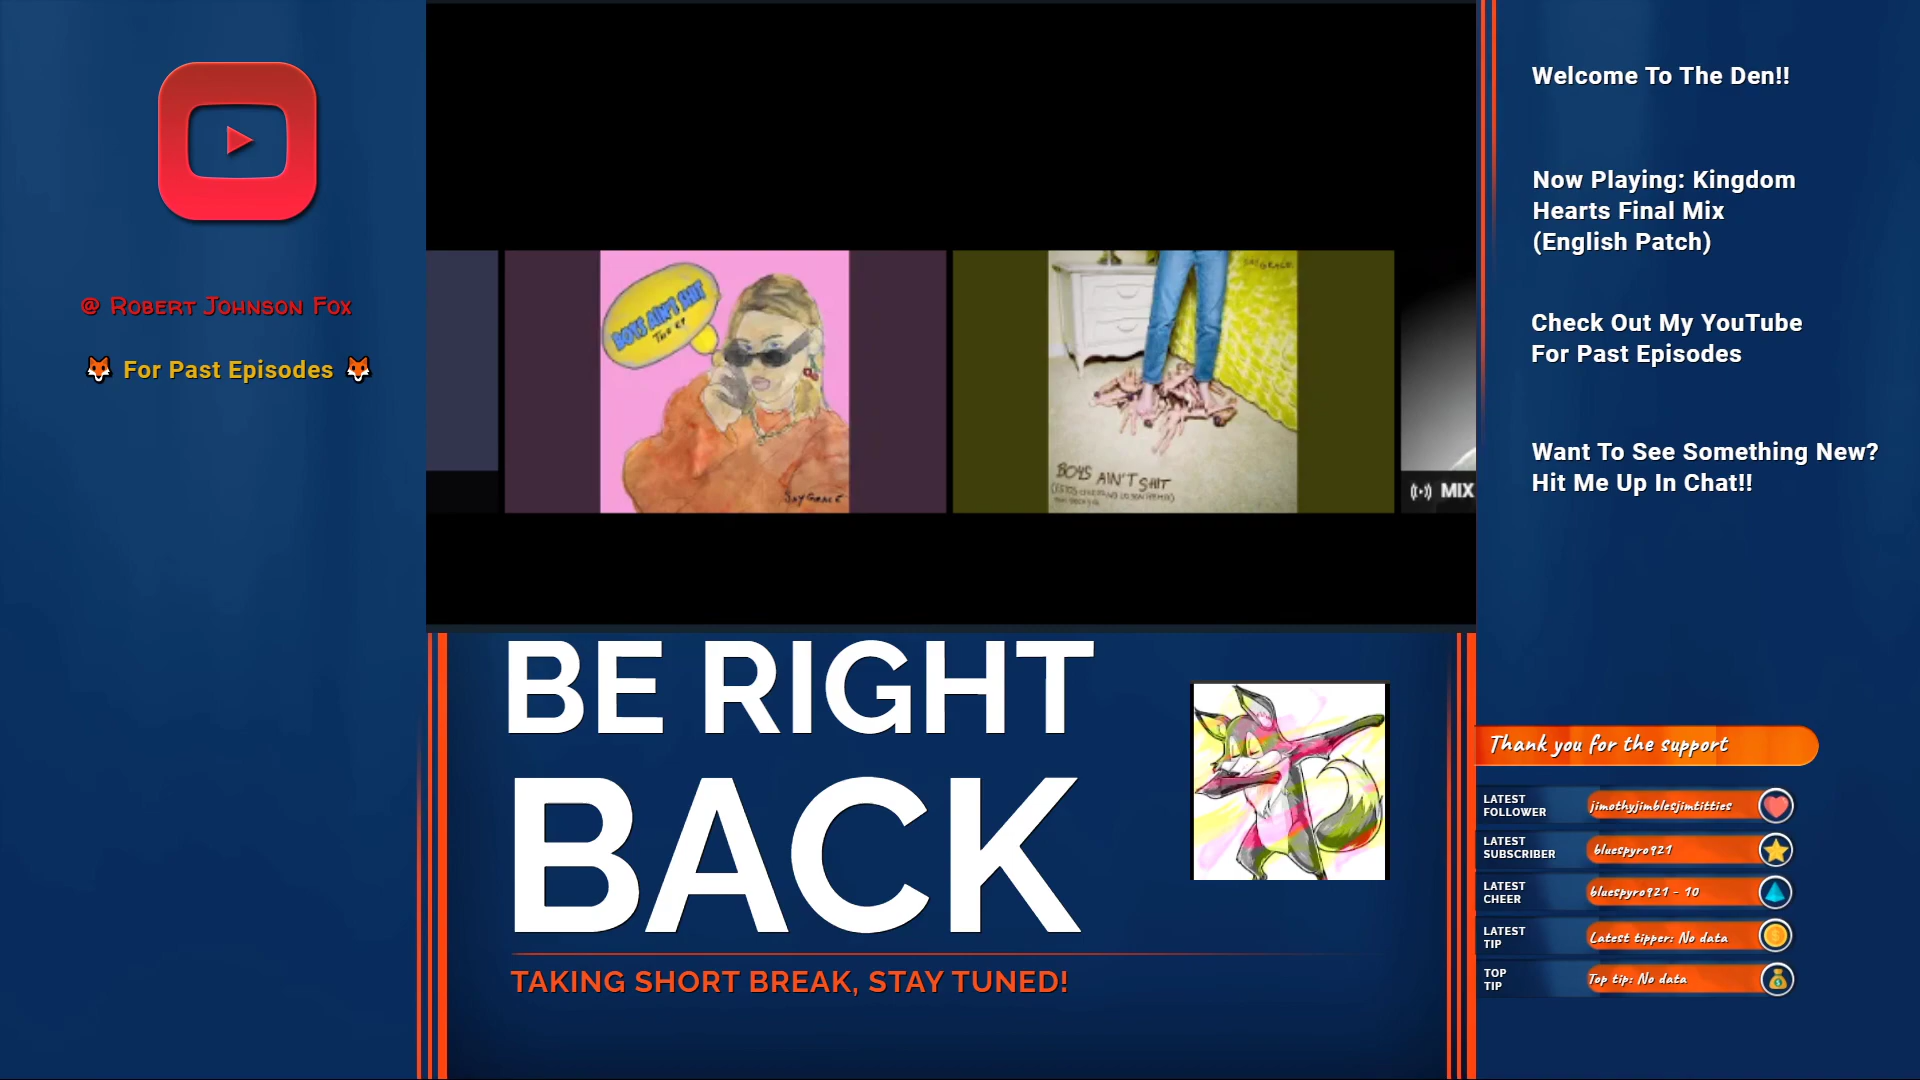 @ Robert Johnson Fox
For Past Episodes
BOYS AIN'T SHIT
THE EP
SAYGRACE
SAYGRACE
BOYS AIN'T SHIT
MIX
BE RIGHT
BACK
TAKING SHORT BREAK, STAY TUNED!
Welcome To The Den!!
Now Playing: Kingdom
Hearts Final Mix
(English Patch)
Check Out My YouTube
For Past Episodes
Want To See Something New?
Hit Me Up In Chat!!
Thank you for the support
LATEST
FOLLOWER
jimothyjimblesjimtitties
LATEST
SUBSCRIBER
bluespyro921
LATEST
CHEER
bluespyro921 - 10
LATEST
TIP
Latest tipper: No data
TOP
TIP
Top tip: No data